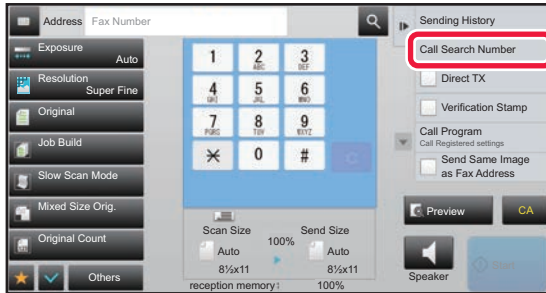 Address Fax Number
Exposure
Auto
Resolution
Super Fine
Original
Job Build
Slow Scan Mode
Mixed Size Orig.
Original Count
Others
1 2 3
ABC DEF
4 5 6
GHI JKL MNO
7 8 9
PQRS TUV WXYZ
0 #
C
Scan Size 100% Send Size
Auto Auto
8½x11 8½x11
reception memory: 100%
Sending History
Call Search Number
Direct TX
Verification Stamp
Call Program
Call Registered settings
Send Same Image
as Fax Address
Preview CA
Speaker
Start